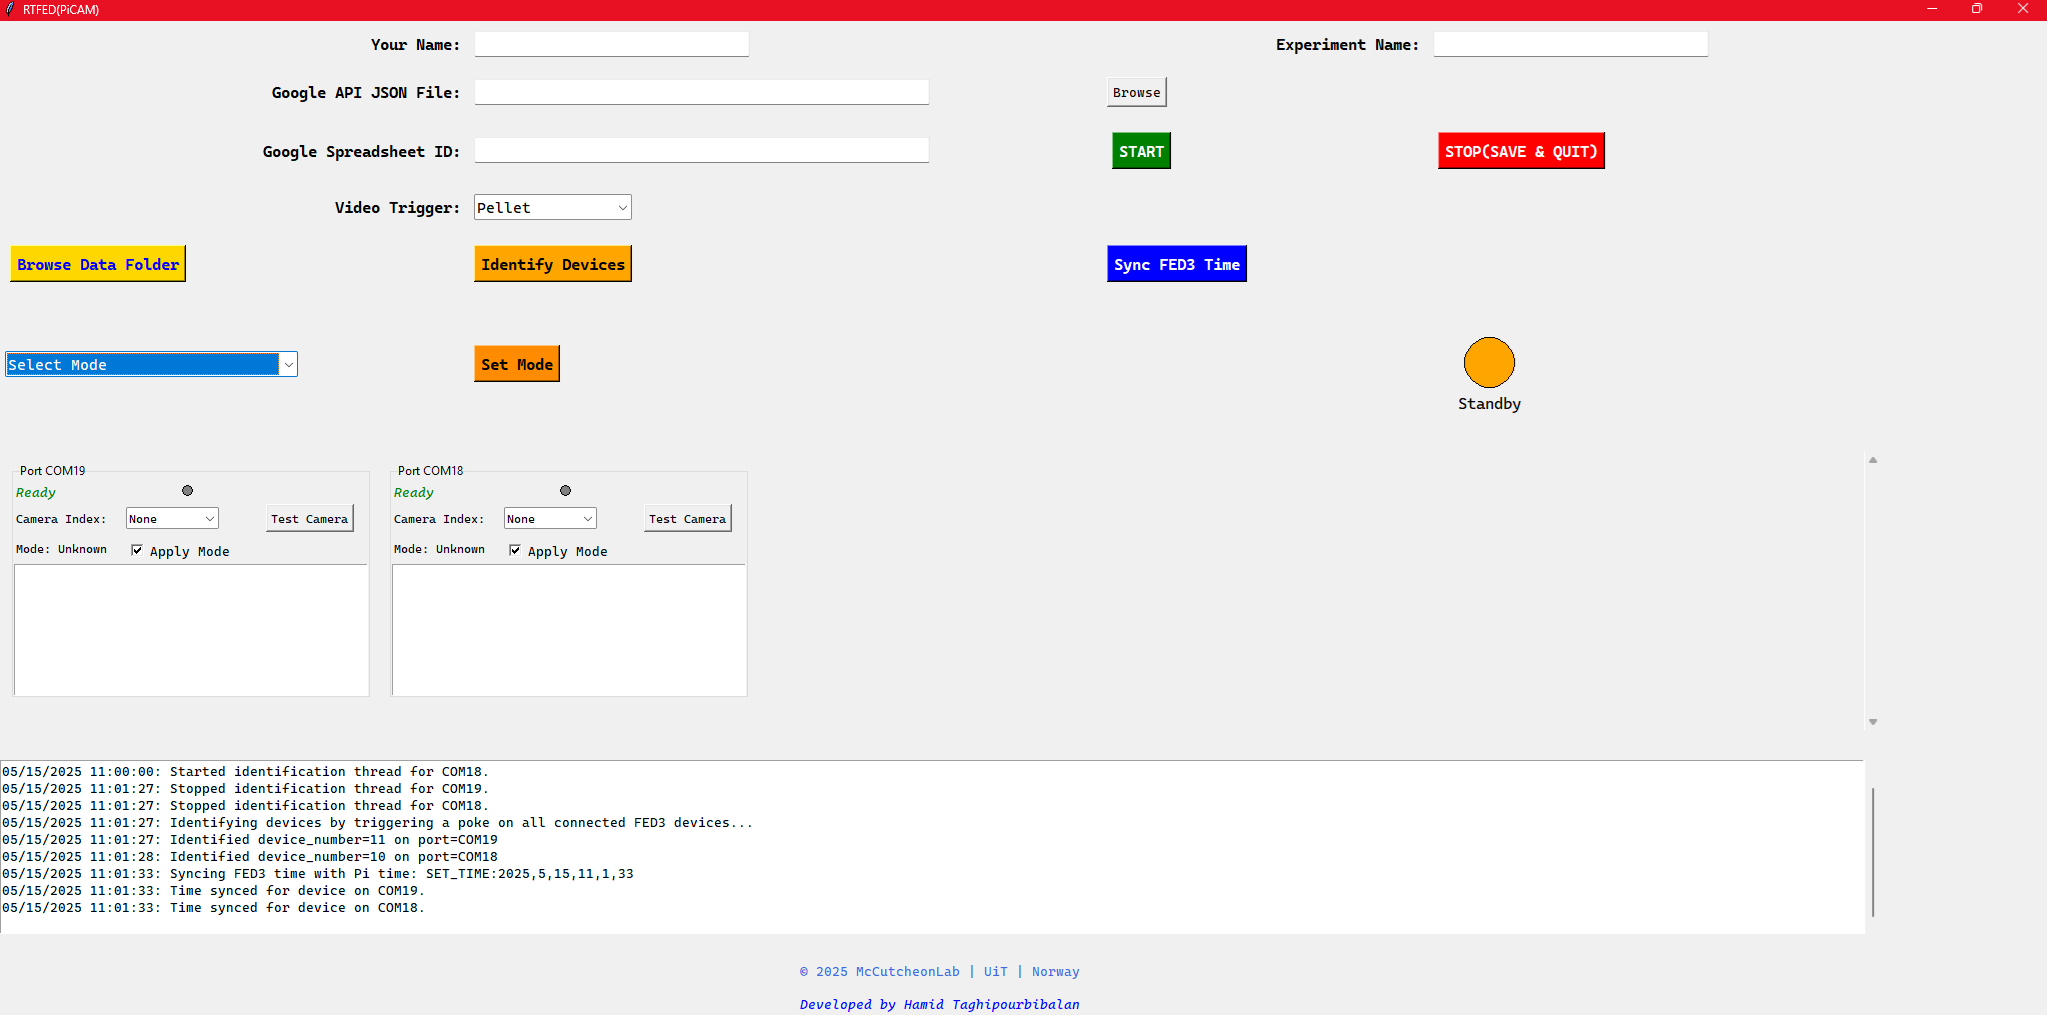 RTFED(PiCAM)
Your Name:
Experiment Name:
Google API JSON File:
Browse
Google Spreadsheet ID:
START
STOP(SAVE & QUIT)
Video Trigger:
Pellet
Browse Data Folder
Identify Devices
Sync FED3 Time
Select Mode
Set Mode
Standby
Port COM19
Ready
Camera Index:
None
Test Camera
Mode: Unknown
Apply Mode
Port COM18
Ready
Camera Index:
None
Test Camera
Mode: Unknown
Apply Mode
05/15/2025 11:00:00: Started identification thread for COM18.
05/15/2025 11:01:27: Stopped identification thread for COM19.
05/15/2025 11:01:27: Stopped identification thread for COM18.
05/15/2025 11:01:27: Identifying devices by triggering a poke on all connected FED3 devices...
05/15/2025 11:01:27: Identified device_number=11 on port=COM19
05/15/2025 11:01:28: Identified device_number=10 on port=COM18
05/15/2025 11:01:33: Syncing FED3 time with Pi time: SET_TIME:2025,5,15,11,1,33
05/15/2025 11:01:33: Time synced for device on COM19.
05/15/2025 11:01:33: Time synced for device on COM18.
© 2025 McCutcheonLab | UiT | Norway
Developed by Hamid Taghipourbibalan